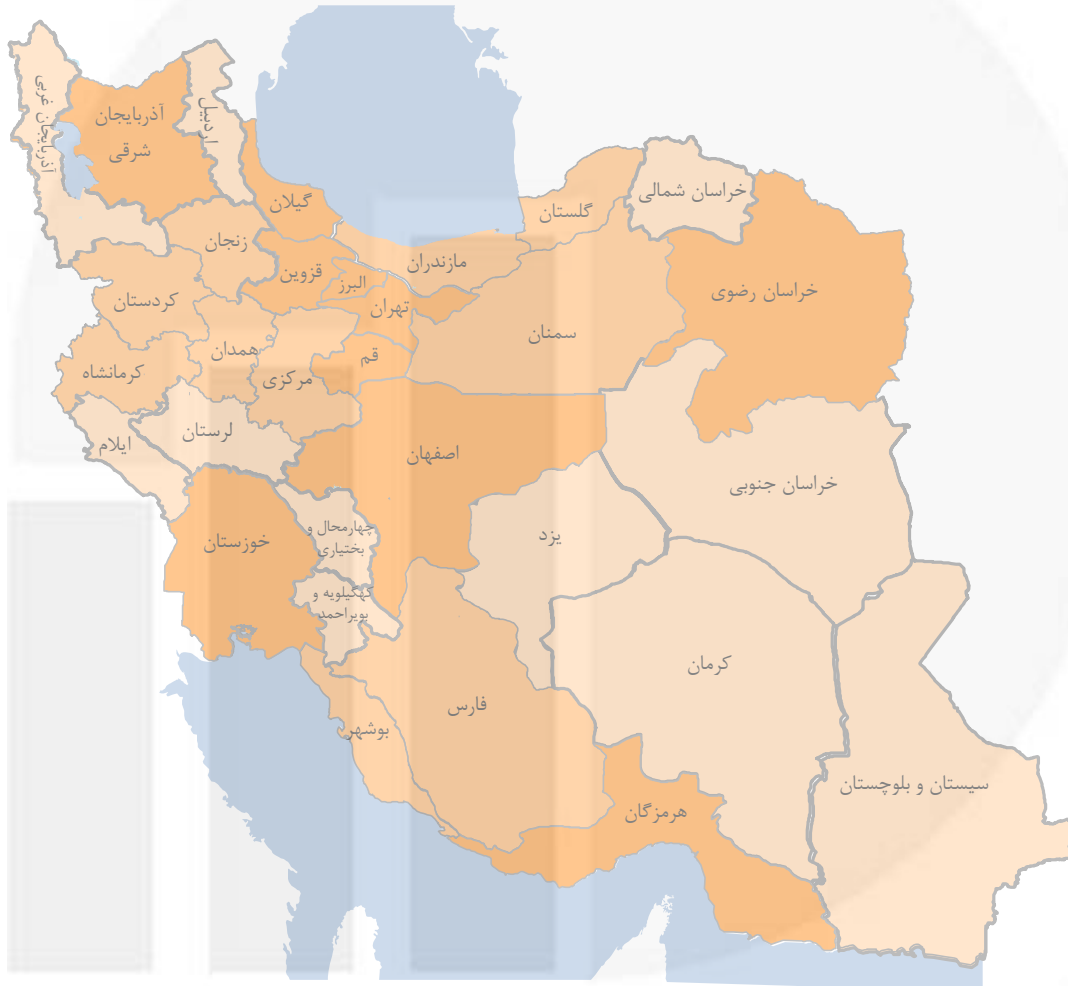 آذربایجان غربی
آذربایجان
شرقی
اردبیل
گیلان
خراسان شمالی
گلستان
زنجان
مازندران
قزوین
البرز
خراسان رضوی
کردستان
تهران
سمنان
همدان
قم
کرمانشاه
مرکزی
لرستان
ایلام
اصفهان
خراسان جنوبی
چهارمحال و
بختیاری
یزد
خوزستان
کهگیلویه و
بویراحمد
کرمان
فارس
بوشهر
سیستان و بلوچستان
هرمزگان